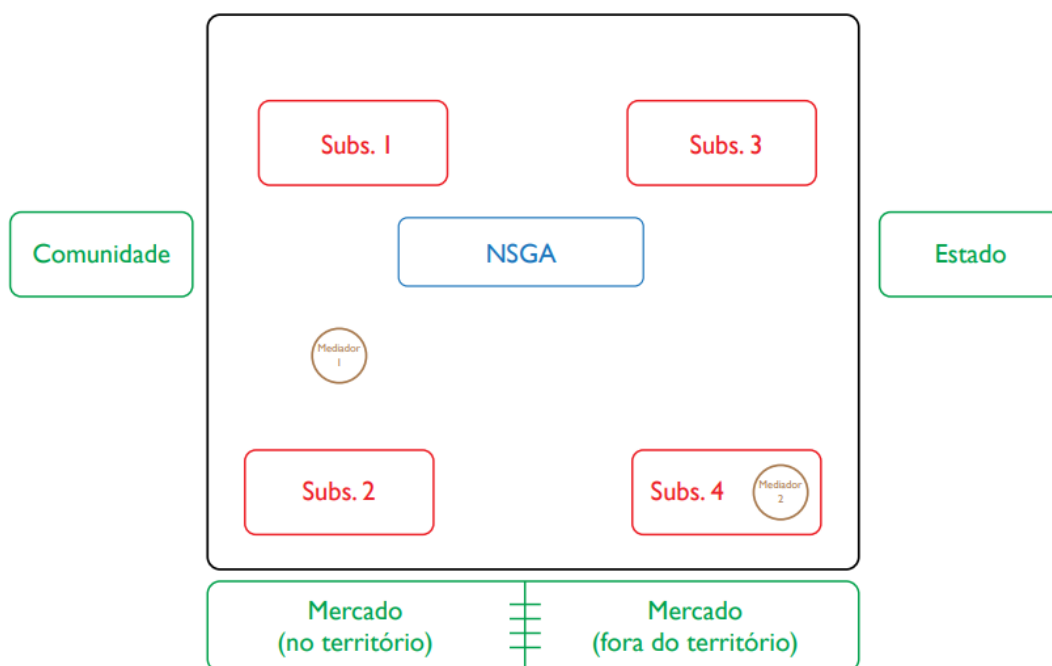 Subs. 1
Subs. 3
Comunidade
NSGA
Estado
Mediador
1
Subs. 2
Subs. 4
Mediador
2
Mercado
(no território)
Mercado
(fora do território)